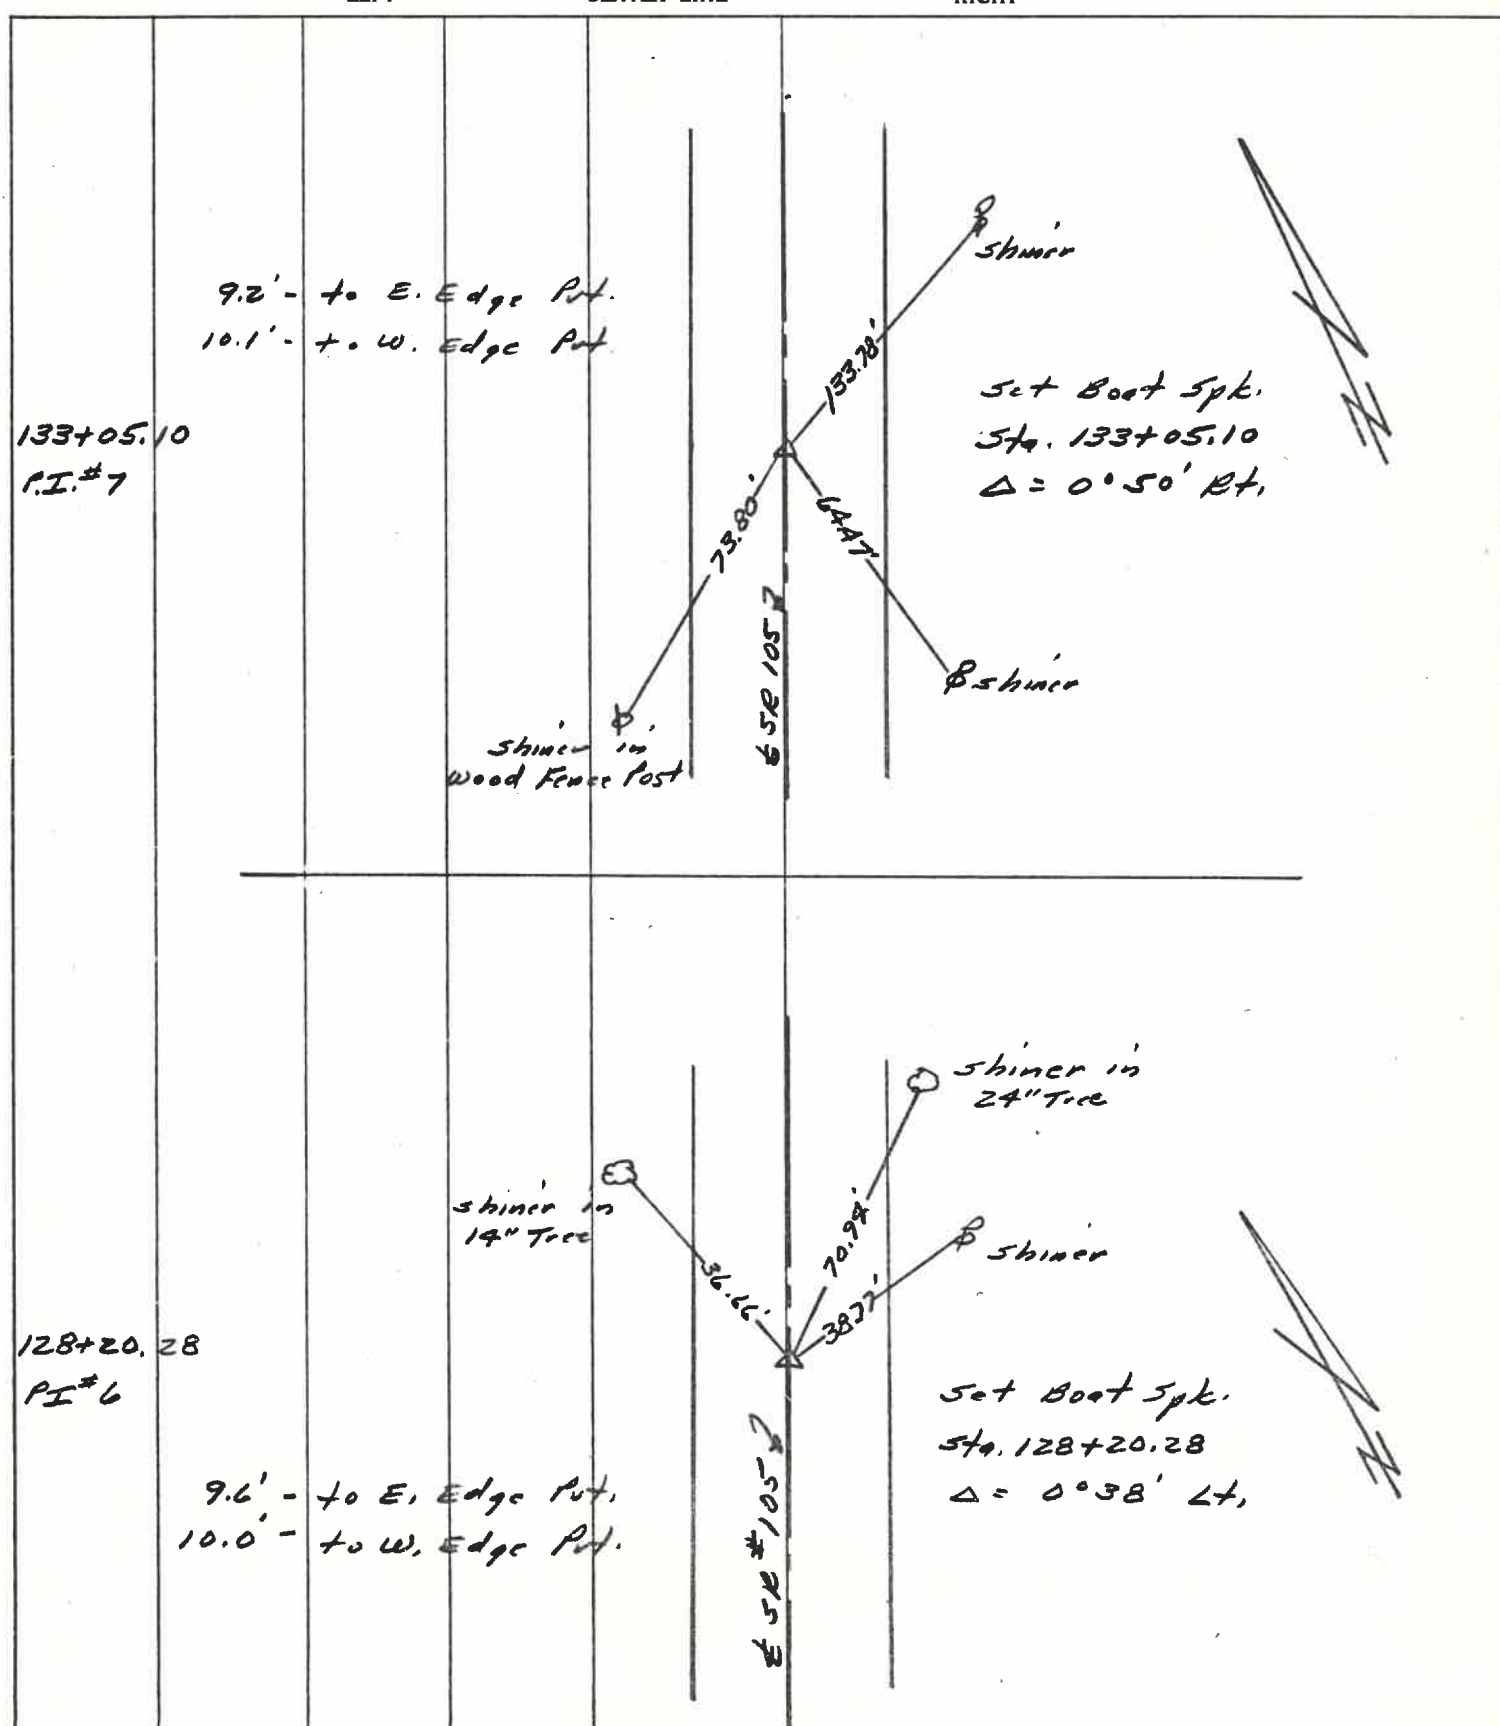 9.2' - to E. Edge Pvt.
10.1' - to W. Edge Pvt
133+05.10
P.I. #7
shiner
133.78'
Set Boat Spk.
Sta. 133+05.10
Δ = 0°50' Rt.
N
73.80'
64.47'
℄ SR 105
shiner
shiner in
wood Fence Post
shiner in
24" Tree
shiner in
14" Tree
70.94'
36.66'
shiner
128+20.28
PI #6
Set Boat Spk.
Sta. 128+20.28
Δ = 0°38' Lt.
N
℄ SR #105
9.6' - to E. Edge Pvt.
10.0' - to W. Edge Pvt.